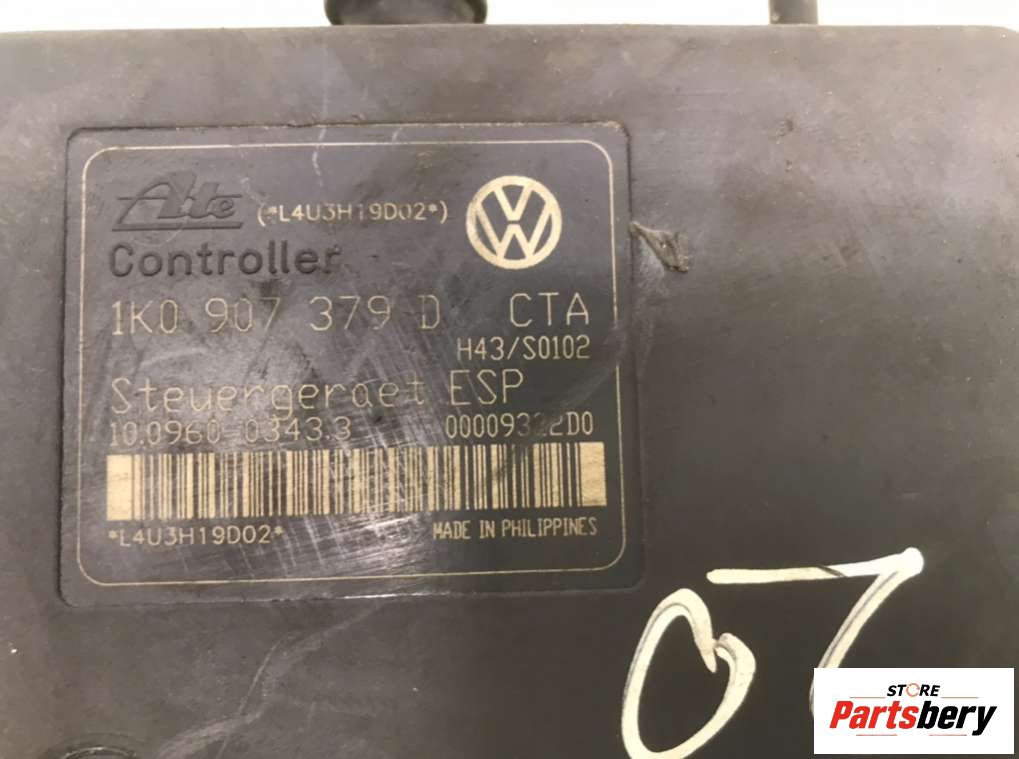 Ate (*L4U3H19D02*)
Controller
1K0 907 379 D CTA
H43/S0102
Steuergeraet ESP
10.0960-0343.3 00009322D0
*L4U3H19D02* MADE IN PHILIPPINES
07
STORE
Partsbery